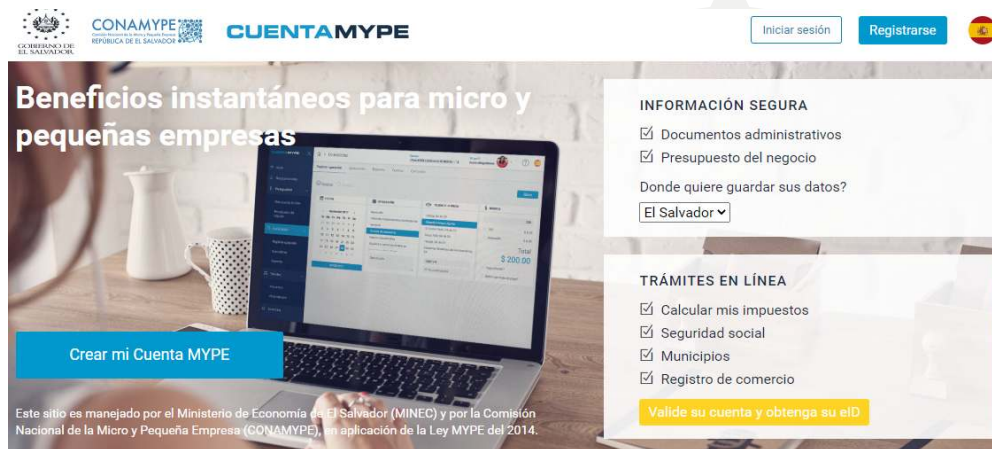 GOBIERNO DE
EL SALVADOR
CONAMYPE
REPÚBLICA DE EL SALVADOR
CUENTAMYPE
Iniciar sesión
Registrarse
Beneficios instantáneos para micro y
pequeñas empresas
Total
$ 200.00
Crear mi Cuenta MYPE
Este sitio es manejado por el Ministerio de Economía de El Salvador (MINEC) y por la Comisión
Nacional de la Micro y Pequeña Empresa (CONAMYPE), en aplicación de la Ley MYPE del 2014.
INFORMACIÓN SEGURA
Documentos administrativos
Presupuesto del negocio
Donde quiere guardar sus datos?
El Salvador
TRÁMITES EN LÍNEA
Calcular mis impuestos
Seguridad social
Municipios
Registro de comercio
Valide su cuenta y obtenga su eID